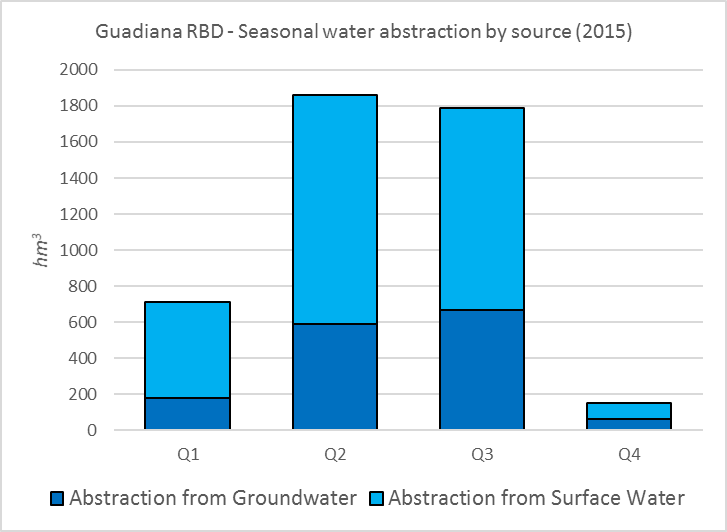 Guadiana RBD - Seasonal water abstraction by source (2015)
2000
1800
1600
1400
1200
1000
800
600
400
200
0
hm³
Q1 Q2 Q3 Q4
Abstraction from Groundwater Abstraction from Surface Water